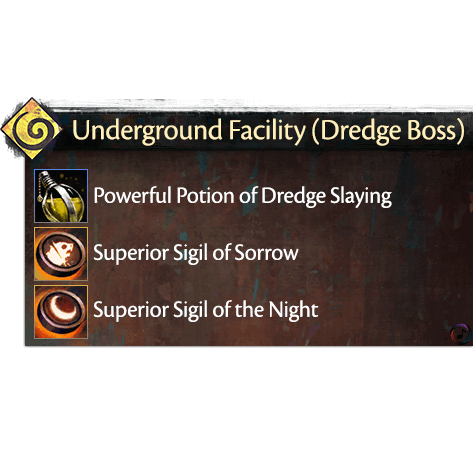 Underground Facility (Dredge Boss)
Powerful Potion of Dredge Slaying
Superior Sigil of Sorrow
Superior Sigil of the Night